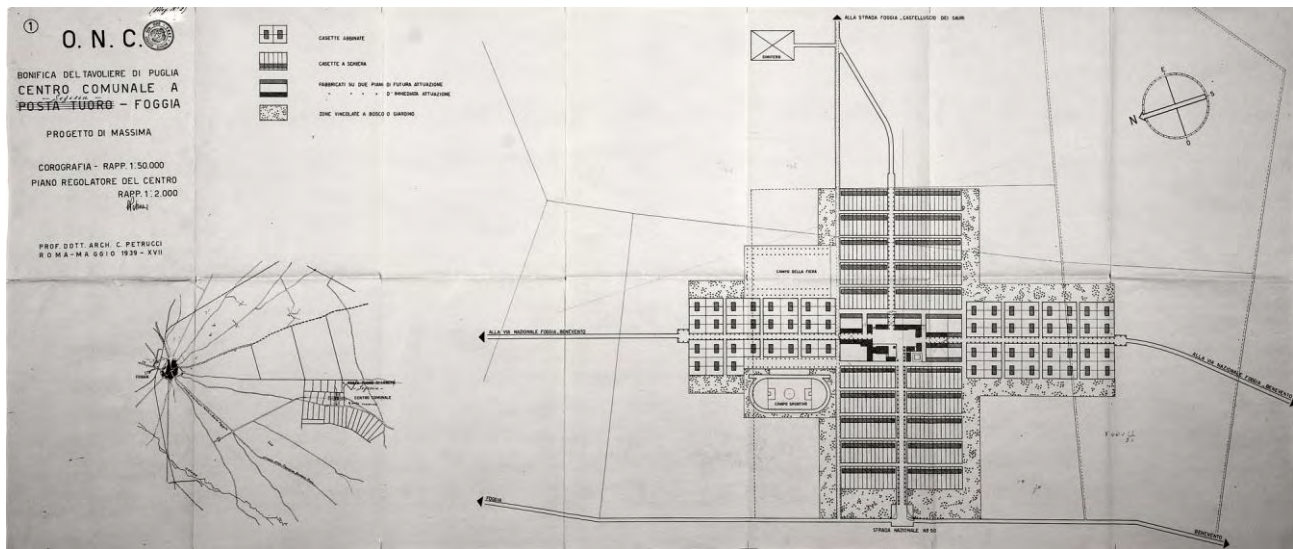 ①
O. N. C.
BONIFICA DEL TAVOLIERE DI PUGLIA
CENTRO COMUNALE A
Segezia
POSTA TUORO - FOGGIA
PROGETTO DI MASSIMA
COROGRAFIA - RAPP. 1:50.000
PIANO REGOLATORE DEL CENTRO
RAPP. 1:2.000
PROF. DOTT. ARCH. C. PETRUCCI
ROMA - MAGGIO 1939 - XVII
CASETTE ABBINATE
CASETTE A SCHIERA
FABBRICATI SU DUE PIANI DI FUTURA ATTUAZIONE
" " " " D'IMMEDIATA ATTUAZIONE
ZONE VINCOLATE A BOSCO O GIARDINO
ALLA STRADA FOGGIA - CASTELLUCCIO DEI SAURI
CIMITERO
E
S
N
O
CAMPO DELLA FIERA
ALLA VIA NAZIONALE FOGGIA - BENEVENTO
ALLA VIA NAZIONALE FOGGIA - BENEVENTO
CAMPO SPORTIVO
FOGGIA
CENTRO COMUNALE
FOGGIA
STRADA NAZIONALE Nº 90
BENEVENTO